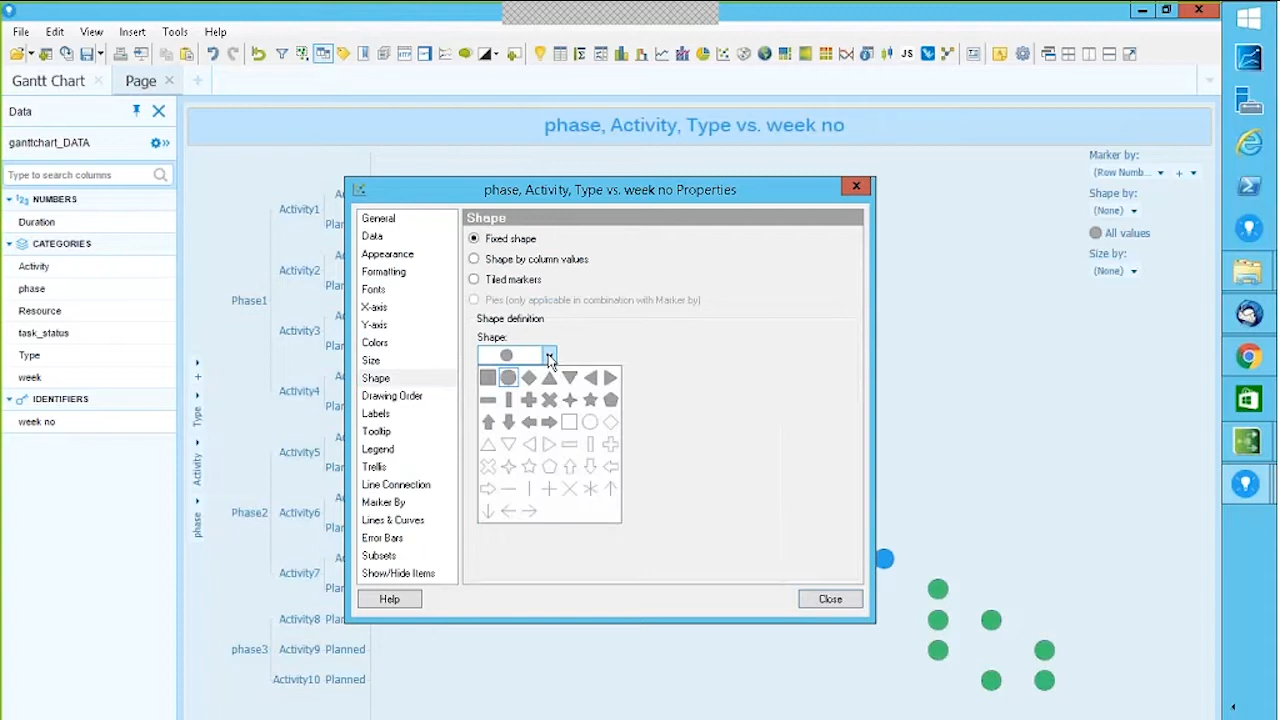 File Edit View Insert Tools Help
JS
Gantt Chart Page
Data
ganttchart_DATA
Type to search columns
NUMBERS
Duration
CATEGORIES
Activity
phase
Resource
task_status
Type
week
IDENTIFIERS
week no
phase, Activity, Type vs. week no
Marker by:
(Row Numb...
Shape by:
(None)
All values
Size by:
(None)
phase, Activity, Type vs. week no Properties
General
Data
Appearance
Formatting
Fonts
X-axis
Y-axis
Colors
Size
Shape
Drawing Order
Labels
Tooltip
Legend
Trellis
Line Connection
Marker By
Lines & Curves
Error Bars
Subsets
Show/Hide Items
Shape
Fixed shape
Shape by column values
Tiled markers
Pies (only applicable in combination with Marker by)
Shape definition
Shape:
Help
Close
Type
Activity
phase
Phase1
Activity1
Activity2
Activity3
Activity4
Phase2
Activity5
Activity6
Activity7
phase3
Activity8
Activity9 Planned
Activity10 Planned